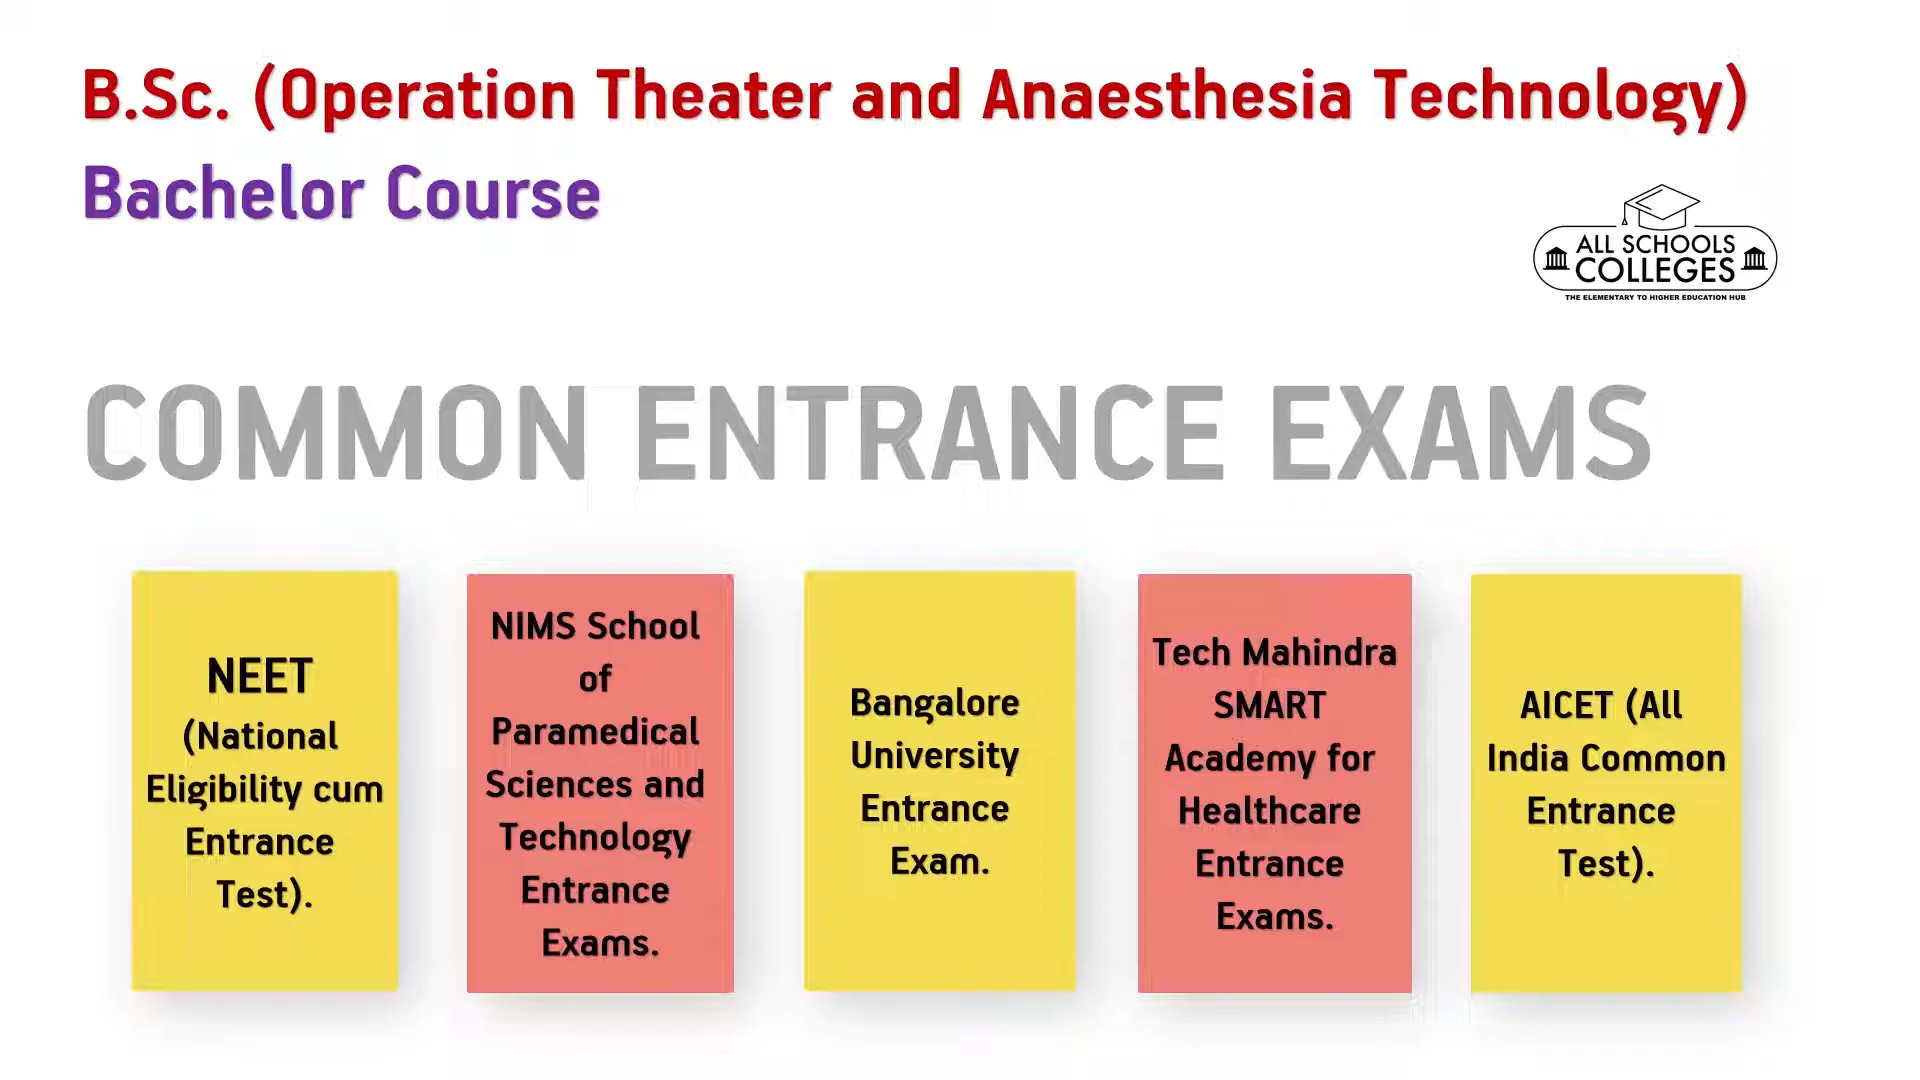 B.Sc. (Operation Theater and Anaesthesia Technology)
Bachelor Course
ALL SCHOOLS
COLLEGES
THE ELEMENTARY TO HIGHER EDUCATION HUB
COMMON ENTRANCE EXAMS
NEET
(National
Eligibility cum
Entrance
Test).
NIMS School
of
Paramedical
Sciences and
Technology
Entrance
Exams.
Bangalore
University
Entrance
Exam.
Tech Mahindra
SMART
Academy for
Healthcare
Entrance
Exams.
AICET (All
India Common
Entrance
Test).